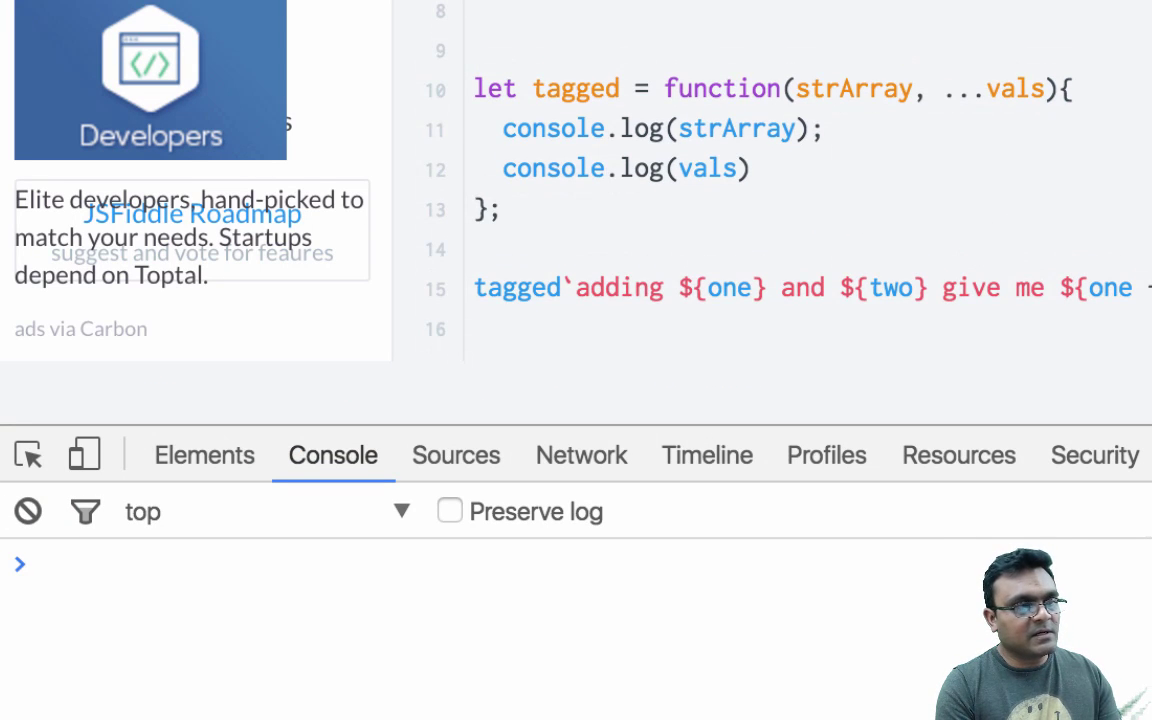 Developers
s
Elite developers, hand-picked to
JSFiddle Roadmap
match your needs. Startups
suggest and vote for feaures
depend on Toptal.
ads via Carbon
8
9
10 let tagged = function(strArray, ...vals){
11 console.log(strArray);
12 console.log(vals)
13 };
14
15 tagged`adding ${one} and ${two} give me ${one
16
Elements Console Sources Network Timeline Profiles Resources Security
top ▼ Preserve log
>